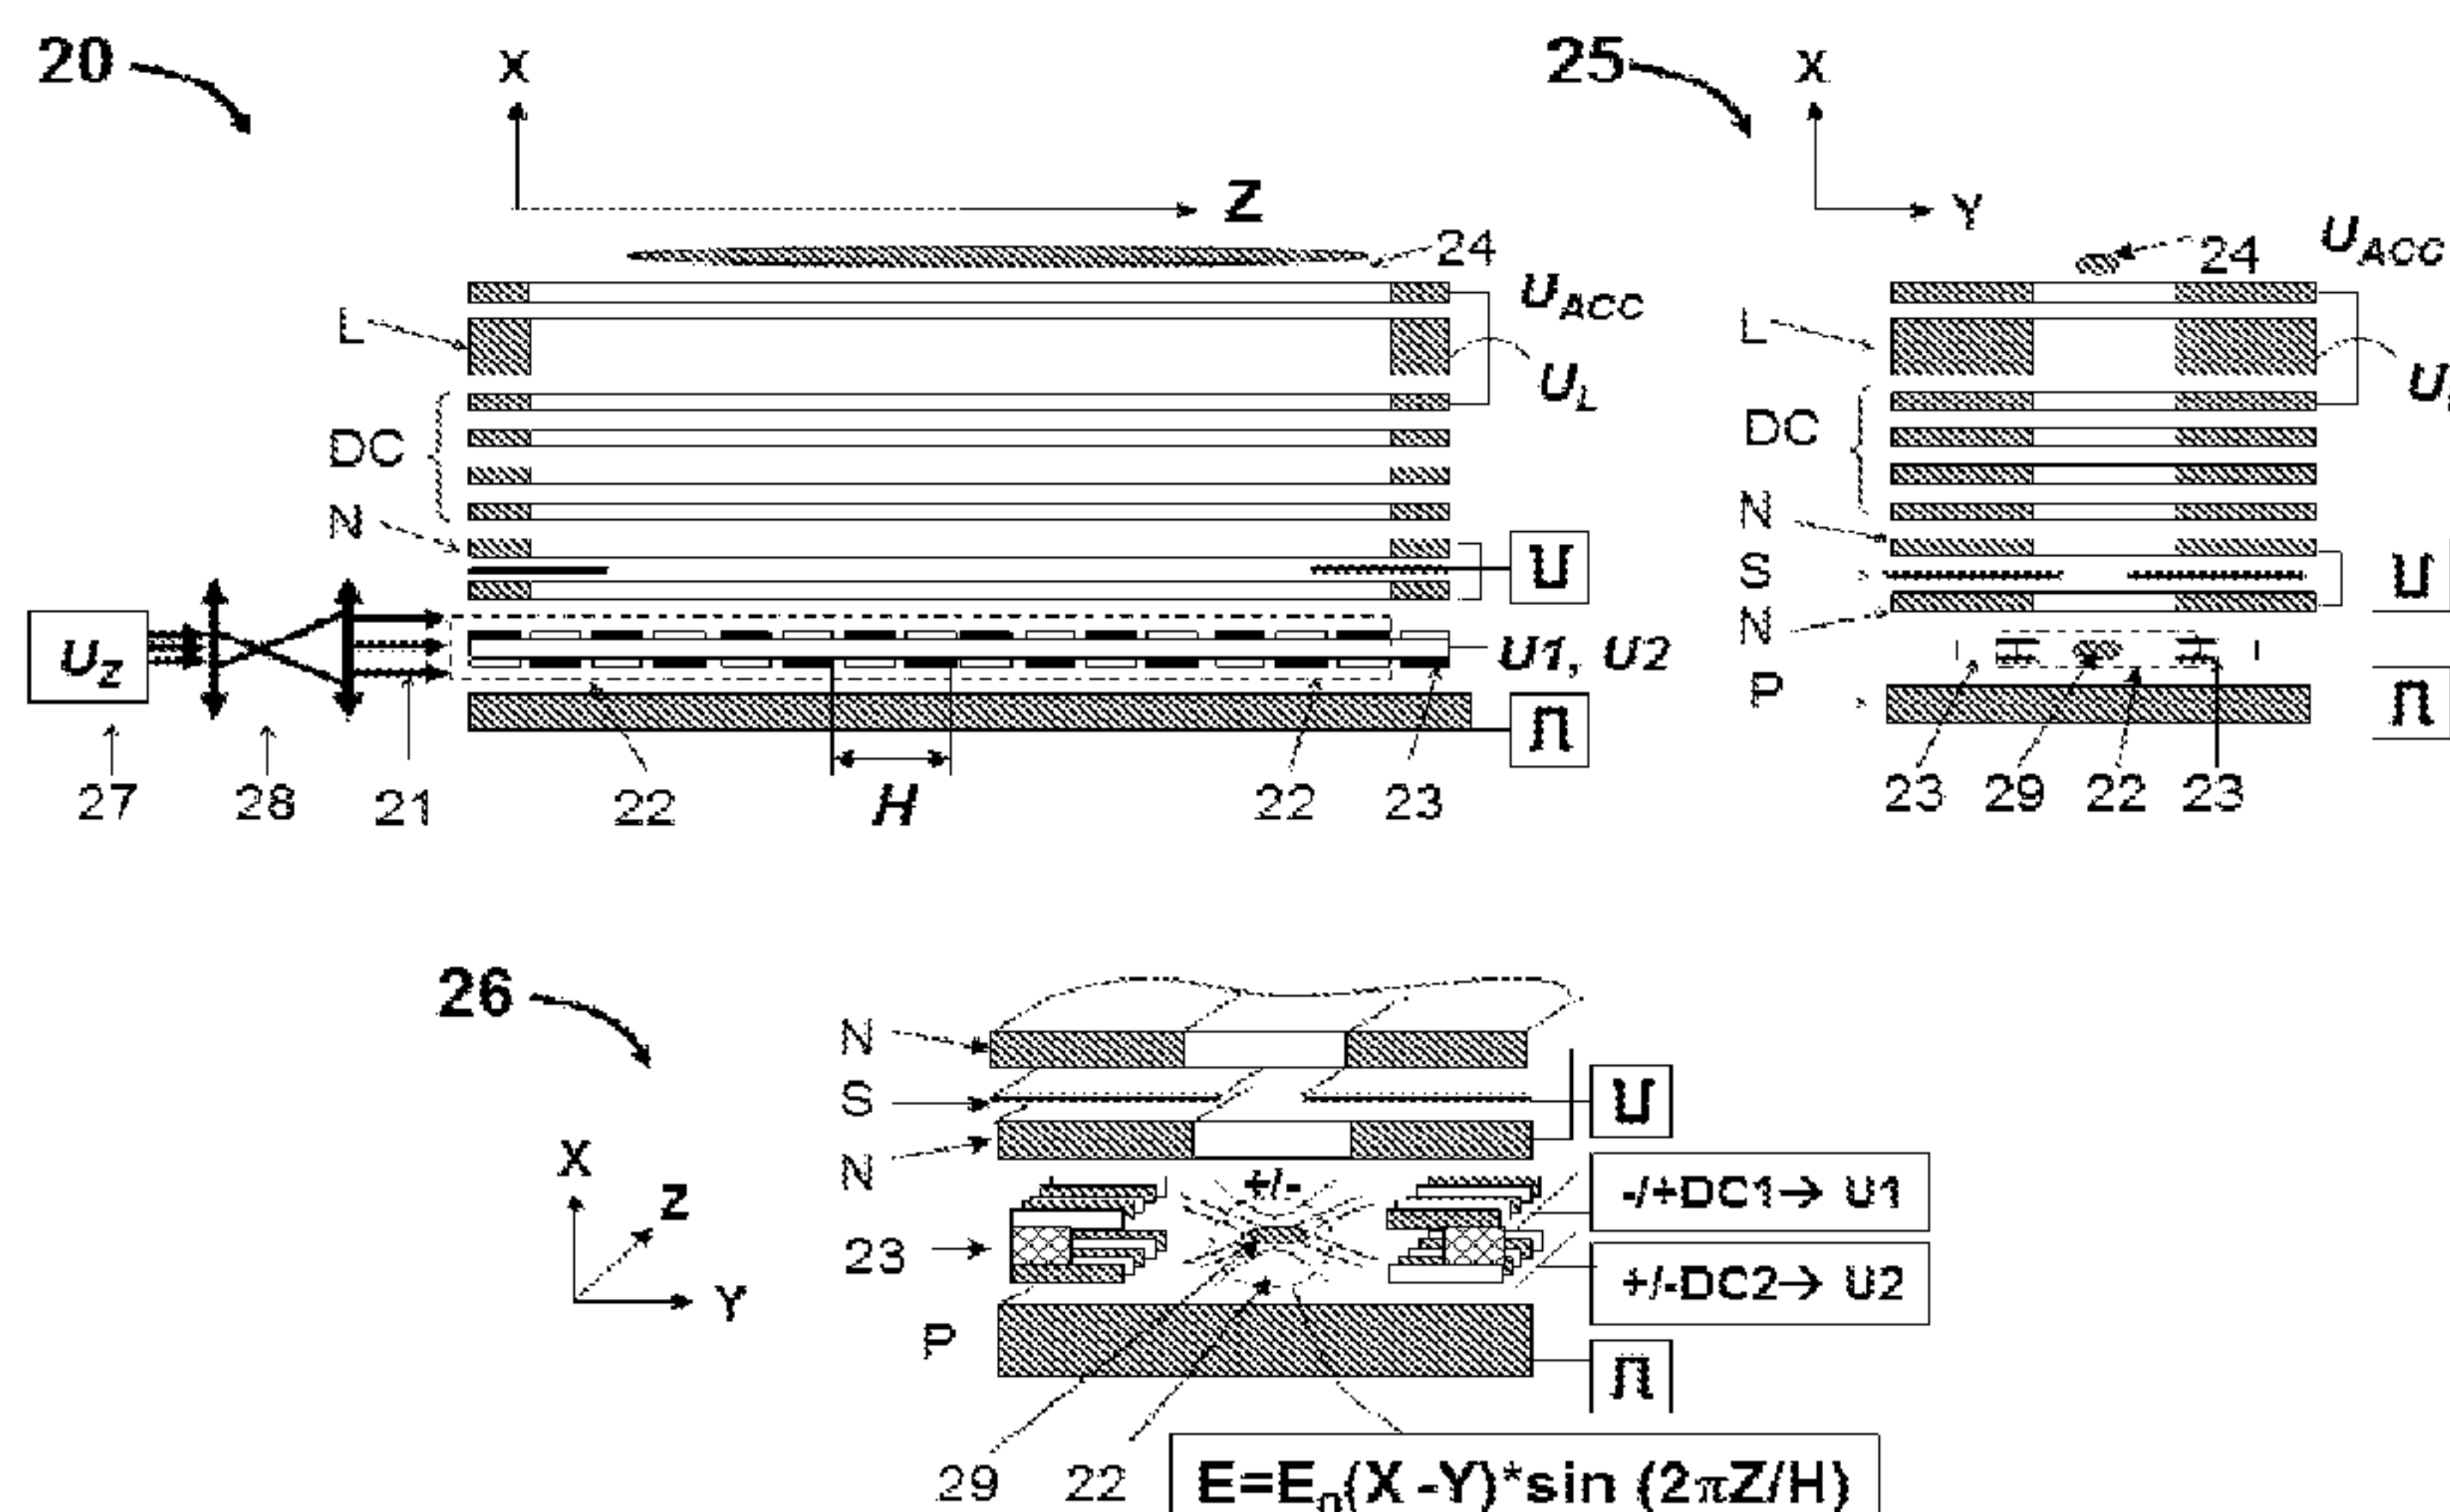 20
X
Z
24
U_ACC
L
U_L
DC
N
U_Z
U1, U2
27
28
21
22
H
22
23
25
X
Y
24
U_ACC
L
DC
N
S
N
P
23
29
22
23
26
N
S
N
+/-
X
Z
Y
23
-/+DC1→ U1
+/-DC2→ U2
P
29
22
E=E₀(X-Y)*sin (2πZ/H)